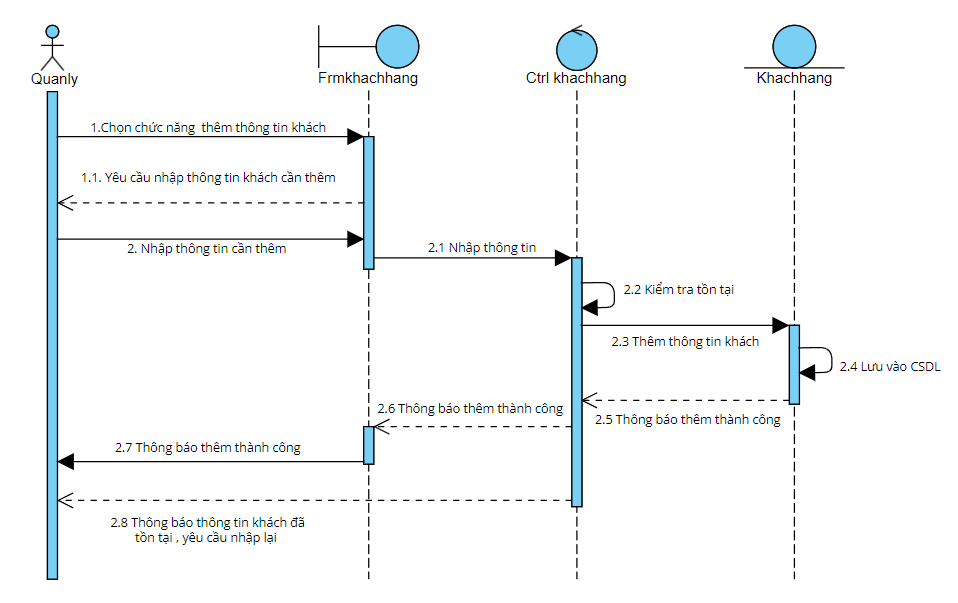 Quanly
Frmkhachhang
Ctrl khachhang
Khachhang
1.Chọn chức năng thêm thông tin khách
1.1. Yêu cầu nhập thông tin khách cần thêm
2. Nhập thông tin cần thêm
2.1 Nhập thông tin
2.2 Kiểm tra tồn tại
2.3 Thêm thông tin khách
2.4 Lưu vào CSDL
2.5 Thông báo thêm thành công
2.6 Thông báo thêm thành công
2.7 Thông báo thêm thành công
2.8 Thông báo thông tin khách đã
tồn tại , yêu cầu nhập lại